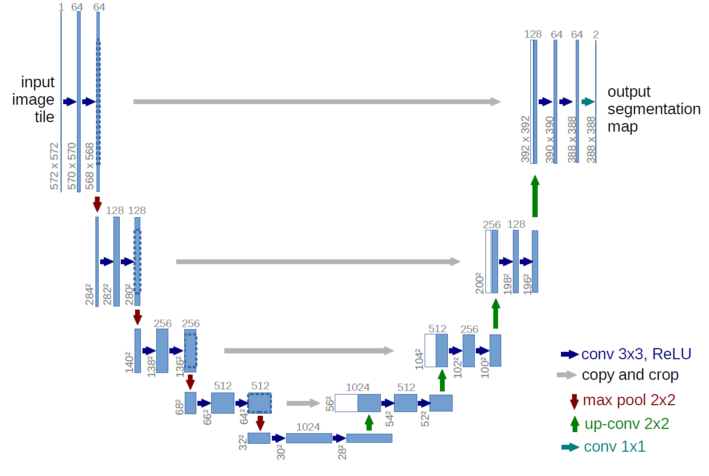 1 64 64
input
image
tile
572 x 572
570 x 570
568 x 568
128 64 64 2
output
segmentation
map
392 x 392
390 x 390
388 x 388
388 x 388
128 128
284²
282²
280²
256 128
200²
198²
196²
256 256
140²
138²
136²
512 256
104²
102²
100²
512 512
68²
66²
64²
1024 512
56²
54²
52²
1024
32²
30²
28²
conv 3x3, ReLU
copy and crop
max pool 2x2
up-conv 2x2
conv 1x1